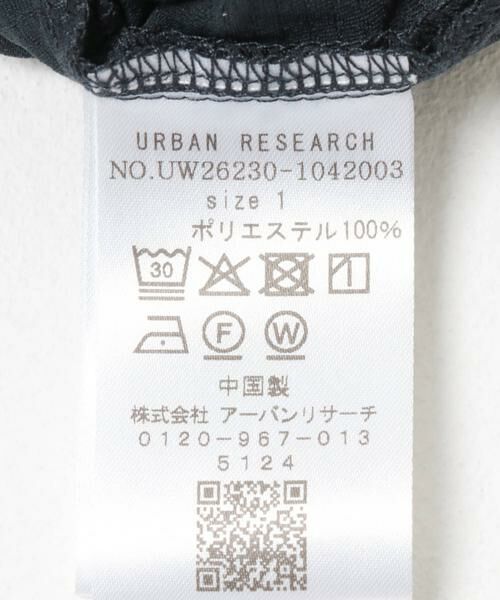 URBAN RESEARCH
NO.UW26230-1042003
size 1
ポリエステル100%
30
F W
中国製
株式会社 アーバンリサーチ
0120-967-013
5124